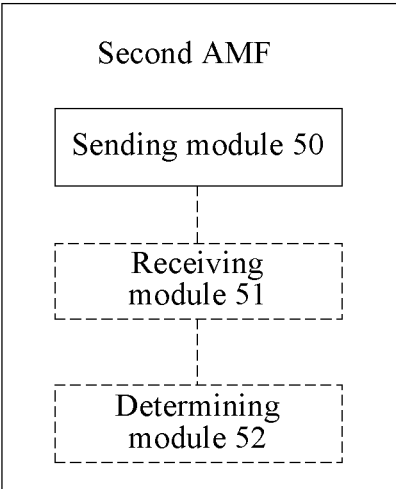 Second AMF
Sending module 50
Receiving
module 51
Determining
module 52